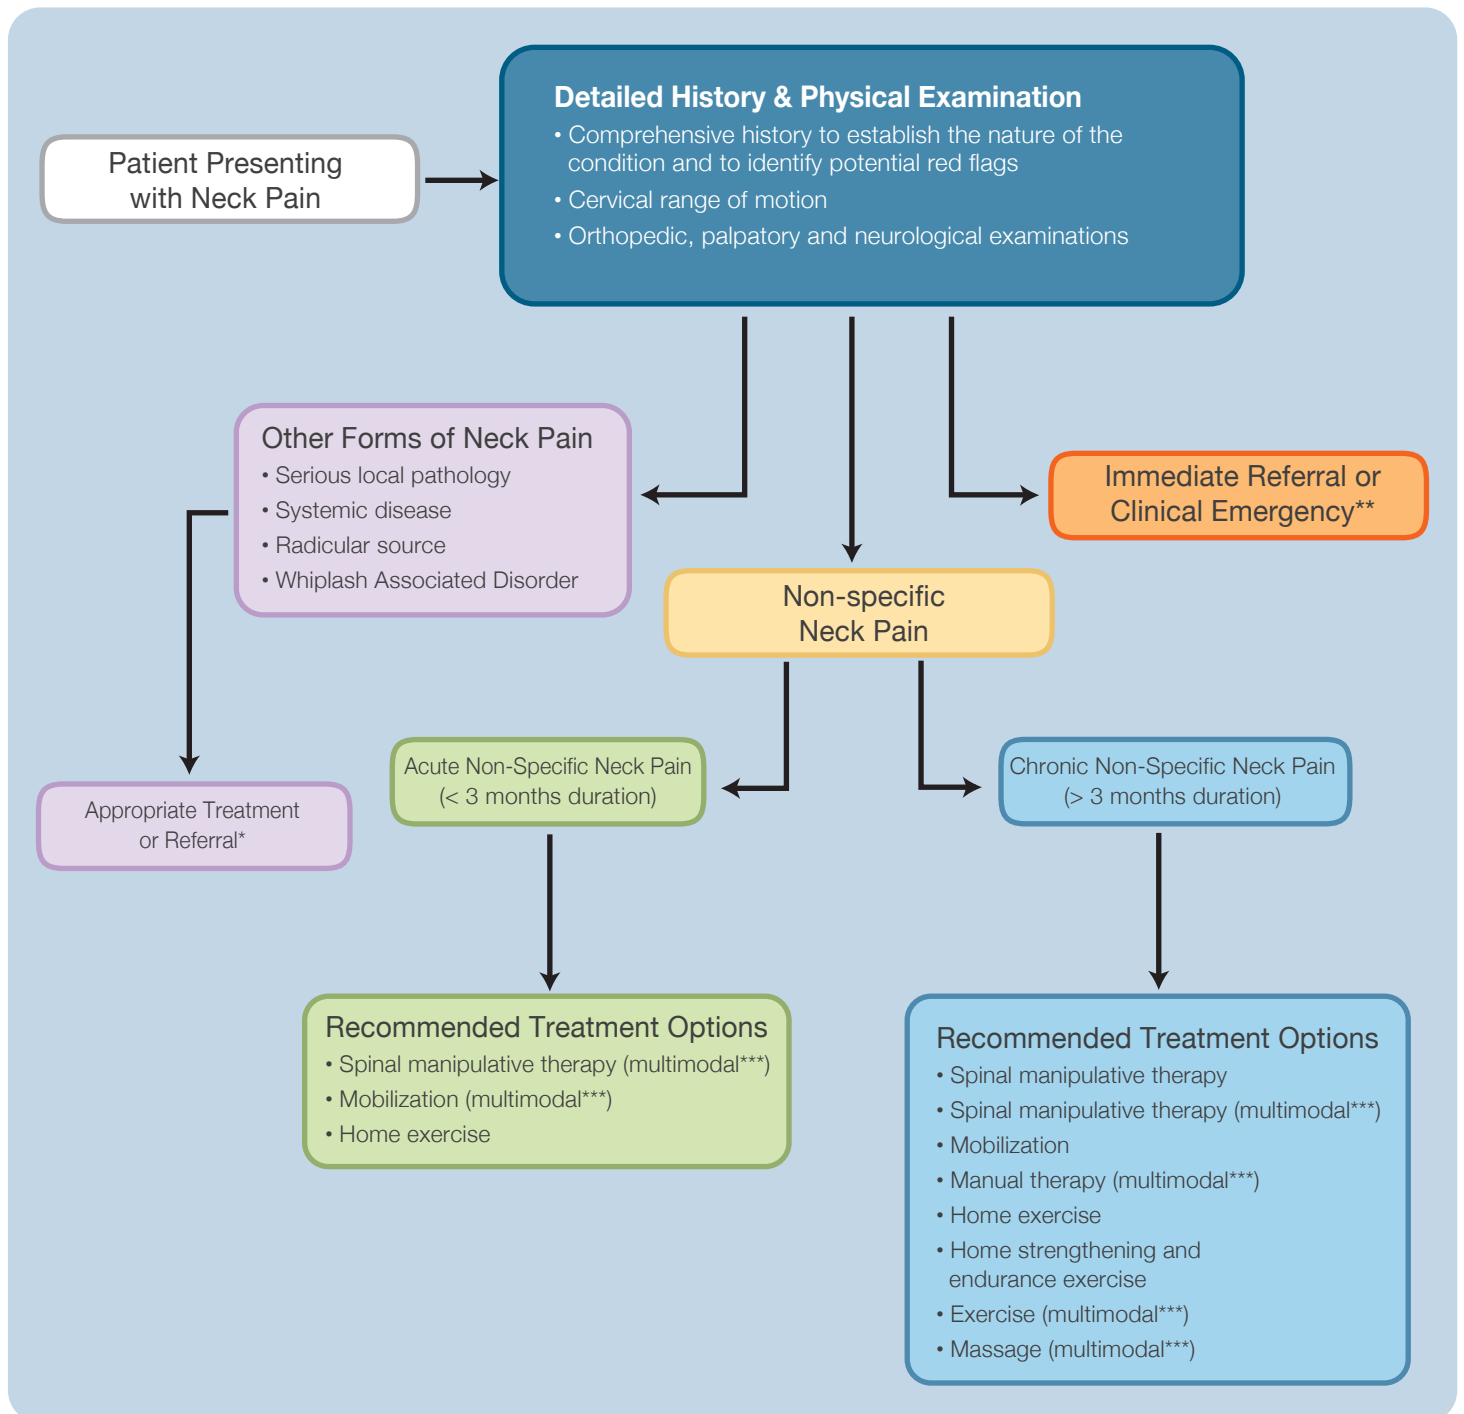 Patient Presenting
with Neck Pain
Detailed History & Physical Examination
• Comprehensive history to establish the nature of the
condition and to identify potential red flags
• Cervical range of motion
• Orthopedic, palpatory and neurological examinations
Other Forms of Neck Pain
• Serious local pathology
• Systemic disease
• Radicular source
• Whiplash Associated Disorder
Immediate Referral or
Clinical Emergency**
Non-specific
Neck Pain
Appropriate Treatment
or Referral*
Acute Non-Specific Neck Pain
(< 3 months duration)
Chronic Non-Specific Neck Pain
(> 3 months duration)
Recommended Treatment Options
• Spinal manipulative therapy (multimodal***)
• Mobilization (multimodal***)
• Home exercise
Recommended Treatment Options
• Spinal manipulative therapy
• Spinal manipulative therapy (multimodal***)
• Mobilization
• Manual therapy (multimodal***)
• Home exercise
• Home strengthening and
endurance exercise
• Exercise (multimodal***)
• Massage (multimodal***)